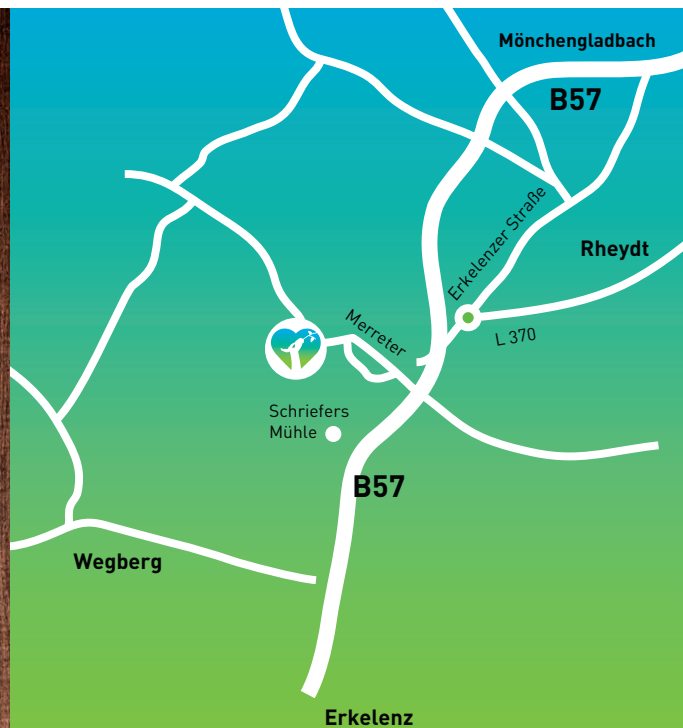 Mönchengladbach
B57
Erkelenzer Straße
Rheydt
L 370
Merreter
Schriefers
Mühle
B57
Wegberg
Erkelenz